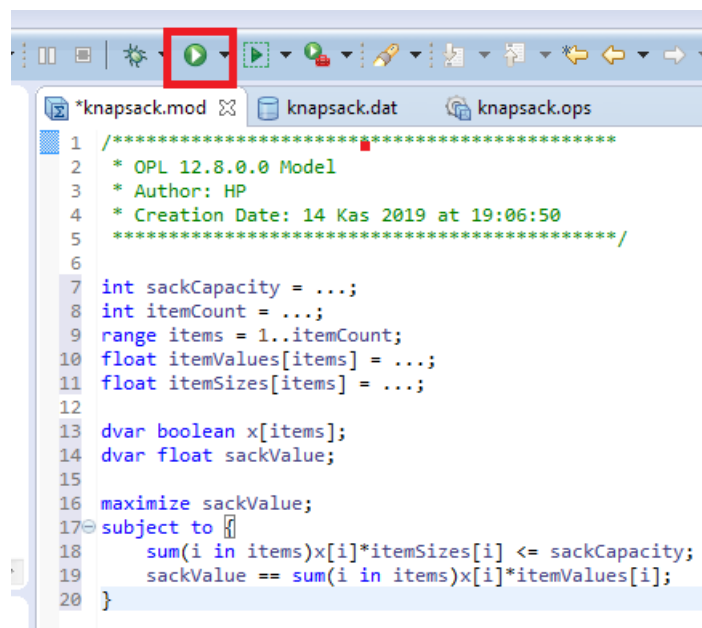 *knapsack.mod knapsack.dat knapsack.ops
1 /*********************************************
2 * OPL 12.8.0.0 Model
3 * Author: HP
4 * Creation Date: 14 Kas 2019 at 19:06:50
5 *********************************************/
6
7 int sackCapacity = ...;
8 int itemCount = ...;
9 range items = 1..itemCount;
10 float itemValues[items] = ...;
11 float itemSizes[items] = ...;
12
13 dvar boolean x[items];
14 dvar float sackValue;
15
16 maximize sackValue;
17 subject to {
18 sum(i in items)x[i]*itemSizes[i] <= sackCapacity;
19 sackValue == sum(i in items)x[i]*itemValues[i];
20 }